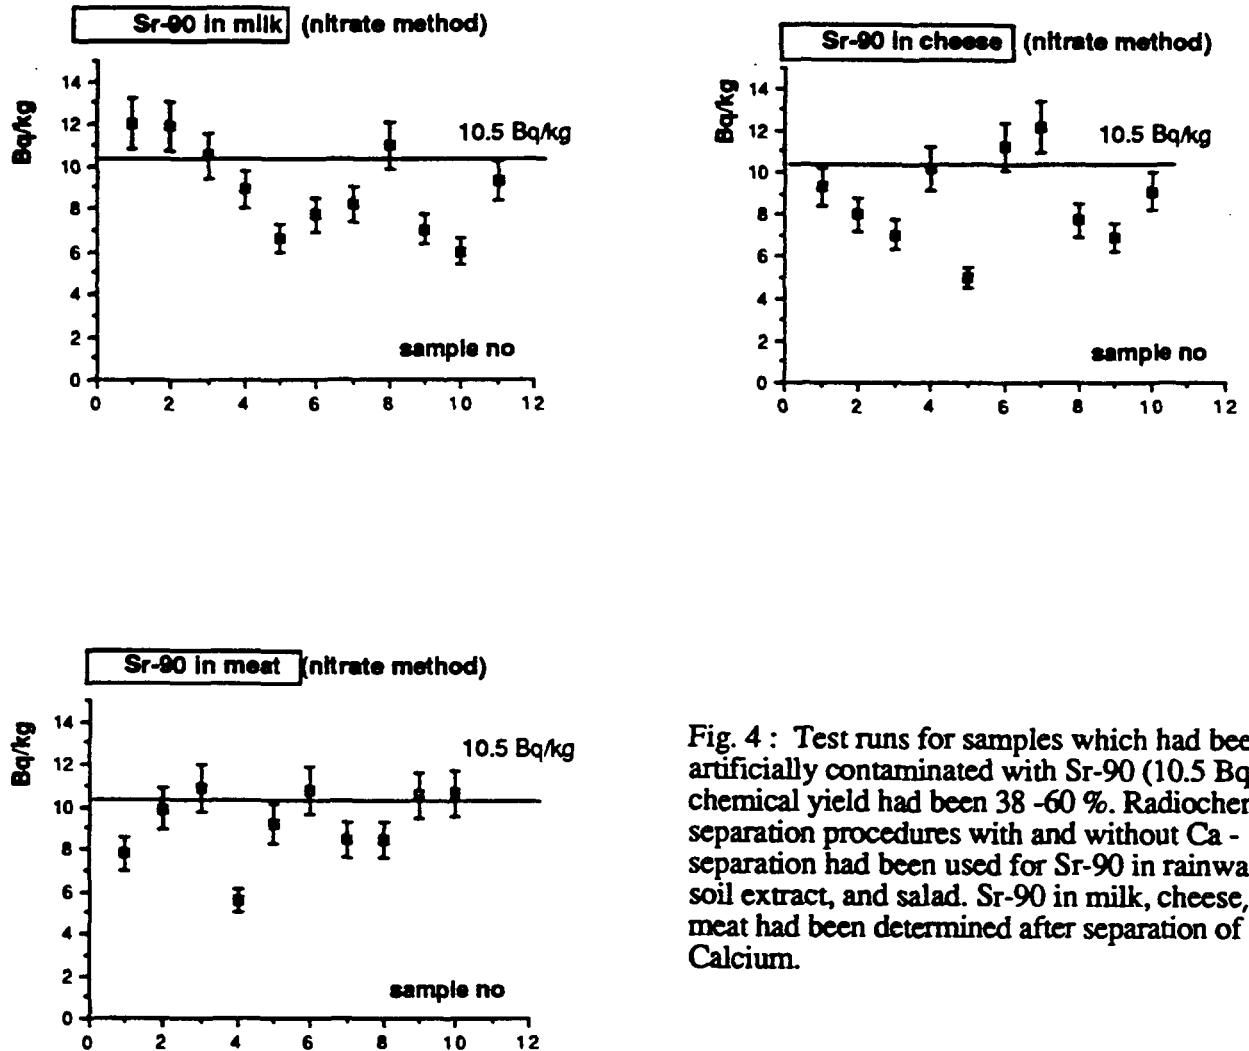 Sr-90 in milk (nitrate method)
Bq/kg
14
12
10
8
6
4
2
0
10.5 Bq/kg
sample no
0 2 4 6 8 10 12
Sr-90 in cheese (nitrate method)
Bq/kg
14
12
10
8
6
4
2
0
10.5 Bq/kg
sample no
0 2 4 6 8 10 12
Sr-90 in meat (nitrate method)
Bq/kg
14
12
10
8
6
4
2
0
10.5 Bq/kg
sample no
0 2 4 6 8 10 12
Fig. 4 : Test runs for samples which had bee
artificially contaminated with Sr-90 (10.5 Bq
chemical yield had been 38 -60 %. Radiocher
separation procedures with and without Ca -
separation had been used for Sr-90 in rainwa
soil extract, and salad. Sr-90 in milk, cheese,
meat had been determined after separation of
Calcium.